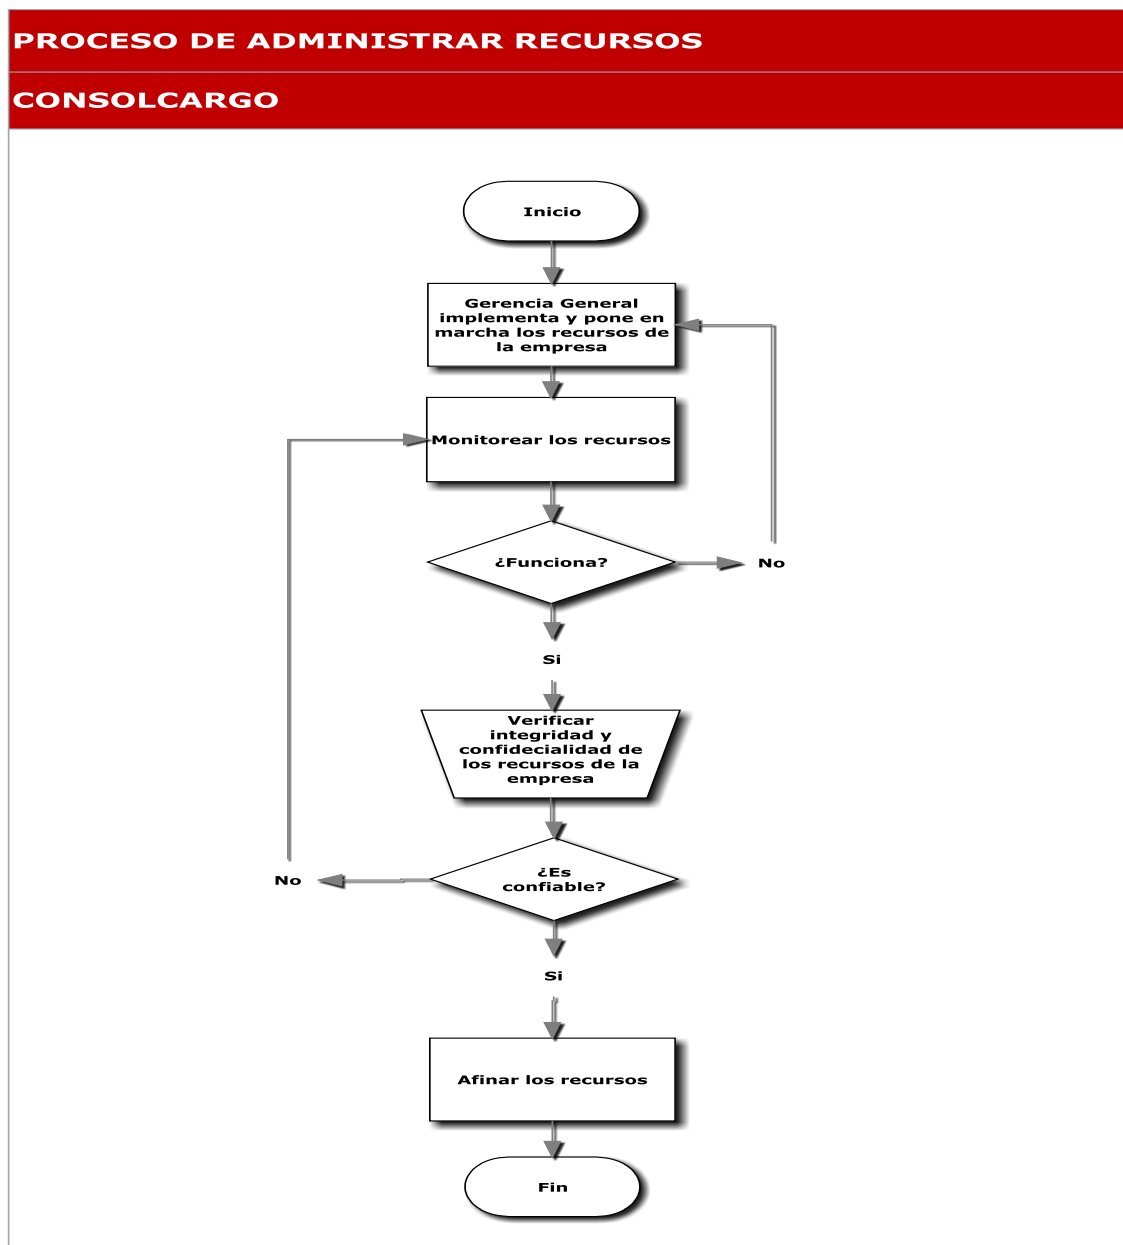 PROCESO DE ADMINISTRAR RECURSOS
CONSOLCARGO
Inicio
Gerencia General
implementa y pone en
marcha los recursos de
la empresa
Monitorear los recursos
¿Funciona?
No
Si
Verificar
integridad y
confidecialidad de
los recursos de la
empresa
¿Es
confiable?
No
Si
Afinar los recursos
Fin